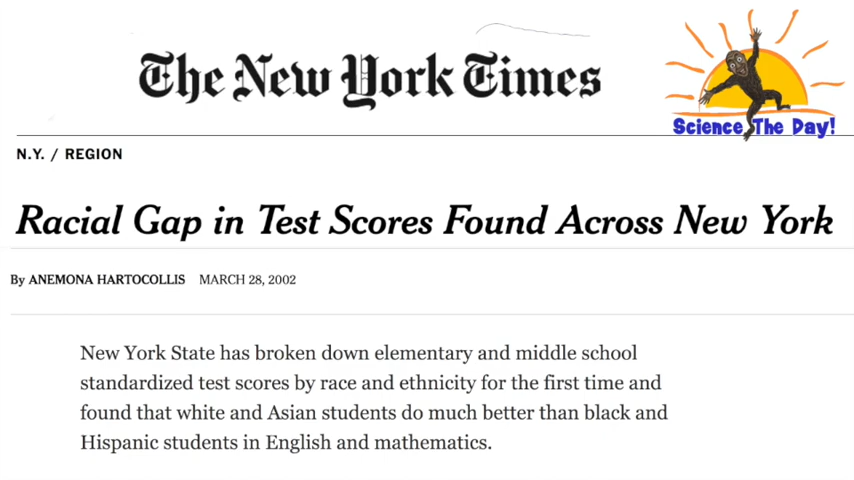 The New York Times
Science The Day!
N.Y. / REGION
Racial Gap in Test Scores Found Across New York
By ANEMONA HARTOCOLLIS MARCH 28, 2002
New York State has broken down elementary and middle school
standardized test scores by race and ethnicity for the first time and
found that white and Asian students do much better than black and
Hispanic students in English and mathematics.